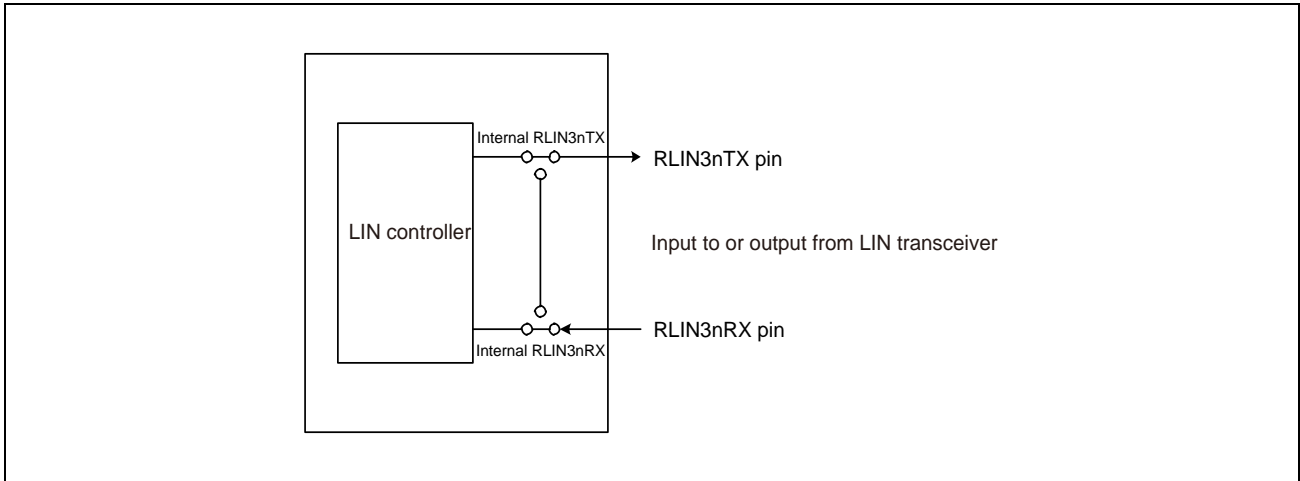 Internal RLIN3nTX
RLIN3nTX pin
LIN controller
Input to or output from LIN transceiver
RLIN3nRX pin
Internal RLIN3nRX